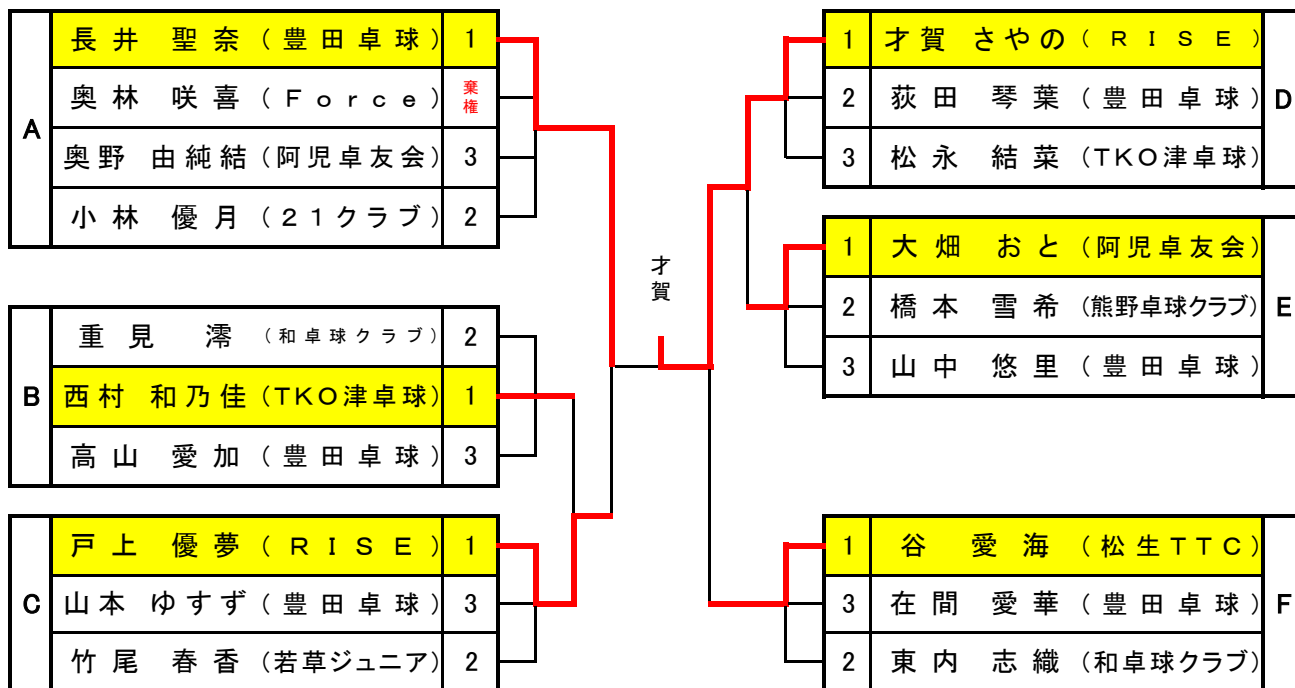 A
長井 聖奈 (豊田卓球) 1
奥林 咲喜 (Force) 棄権
奥野 由純結 (阿児卓友会) 3
小林 優月 (21クラブ) 2
B
重見 澪 (和卓球クラブ) 2
西村 和乃佳 (TKO津卓球) 1
高山 愛加 (豊田卓球) 3
C
戸上 優夢 (RISE) 1
山本 ゆすず (豊田卓球) 3
竹尾 春香 (若草ジュニア) 2
才賀
1 才賀 さやの (RISE)
2 荻田 琴葉 (豊田卓球)
3 松永 結菜 (TKO津卓球)
D
1 大畑 おと (阿児卓友会)
2 橋本 雪希 (熊野卓球クラブ)
3 山中 悠里 (豊田卓球)
E
1 谷 愛海 (松生TTC)
3 在間 愛華 (豊田卓球)
2 東内 志織 (和卓球クラブ)
F